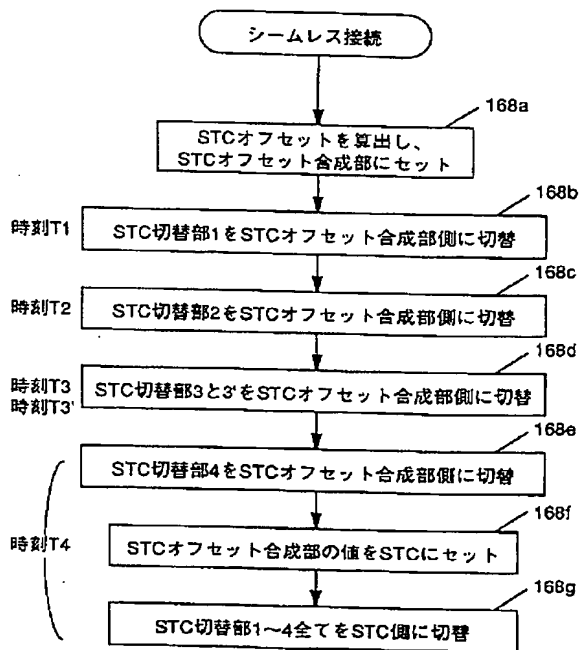 シームレス接続
168a
STCオフセットを算出し、
STCオフセット合成部にセット
168b
時刻T1
STC切替部1をSTCオフセット合成部側に切替
168c
時刻T2
STC切替部2をSTCオフセット合成部側に切替
168d
時刻T3
時刻T3'
STC切替部3と3'をSTCオフセット合成部側に切替
168e
STC切替部4をSTCオフセット合成部側に切替
時刻T4
168f
STCオフセット合成部の値をSTCにセット
168g
STC切替部1〜4全てをSTC側に切替